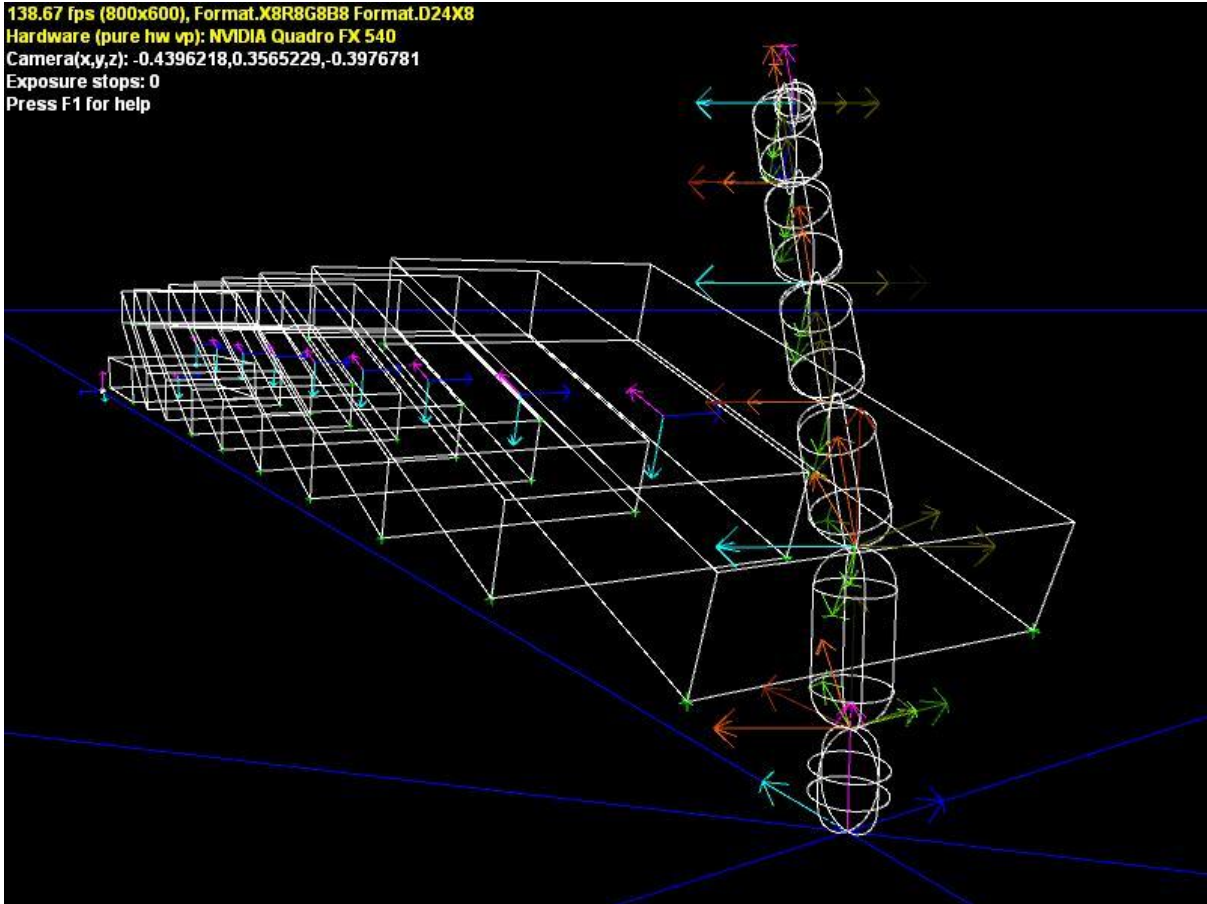 138.67 fps (800x600), Format.X8R8G8B8 Format.D24X8
Hardware (pure hw vp): NVIDIA Quadro FX 540
Camera(x,y,z): -0.4396218,0.3565229,-0.3976781
Exposure stops: 0
Press F1 for help